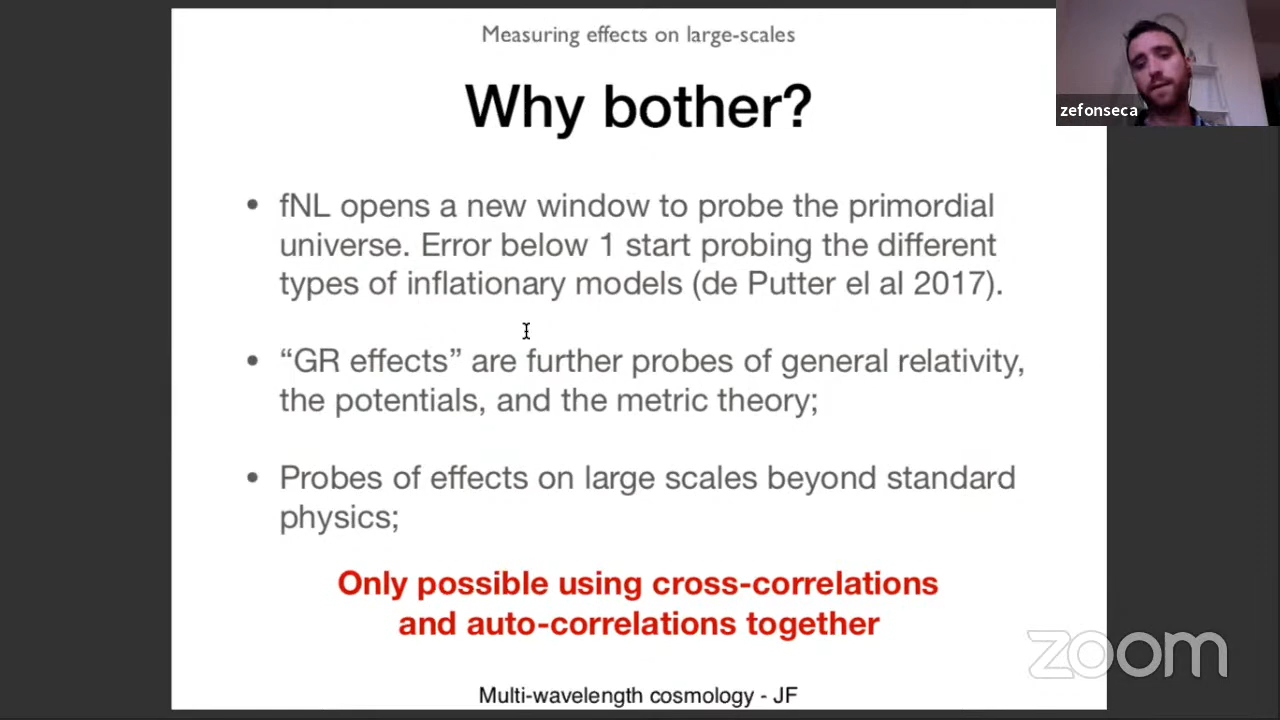 Measuring effects on large-scales
Why bother?
zefonseca
• fNL opens a new window to probe the primordial
universe. Error below 1 start probing the different
types of inflationary models (de Putter el al 2017).
• “GR effects” are further probes of general relativity,
the potentials, and the metric theory;
• Probes of effects on large scales beyond standard
physics;
Only possible using cross-correlations
and auto-correlations together
zoom
Multi-wavelength cosmology - JF